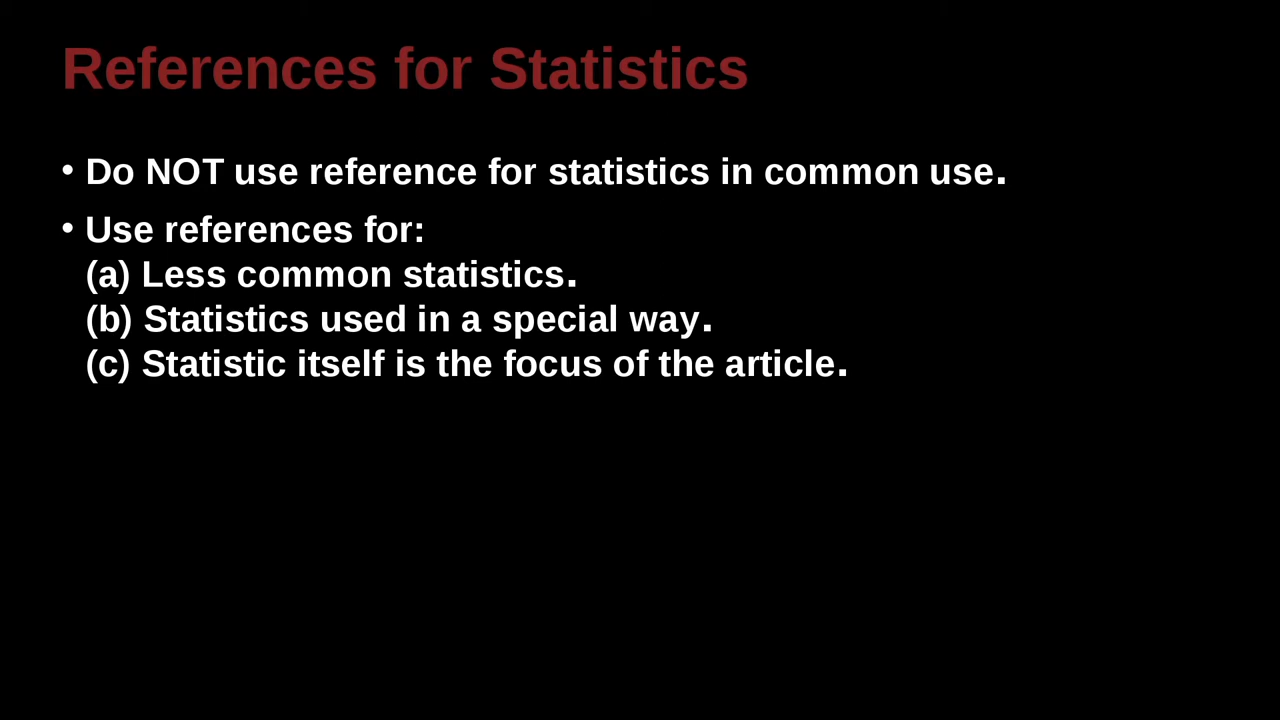 References for Statistics
• Do NOT use reference for statistics in common use.
• Use references for:
(a) Less common statistics.
(b) Statistics used in a special way.
(c) Statistic itself is the focus of the article.